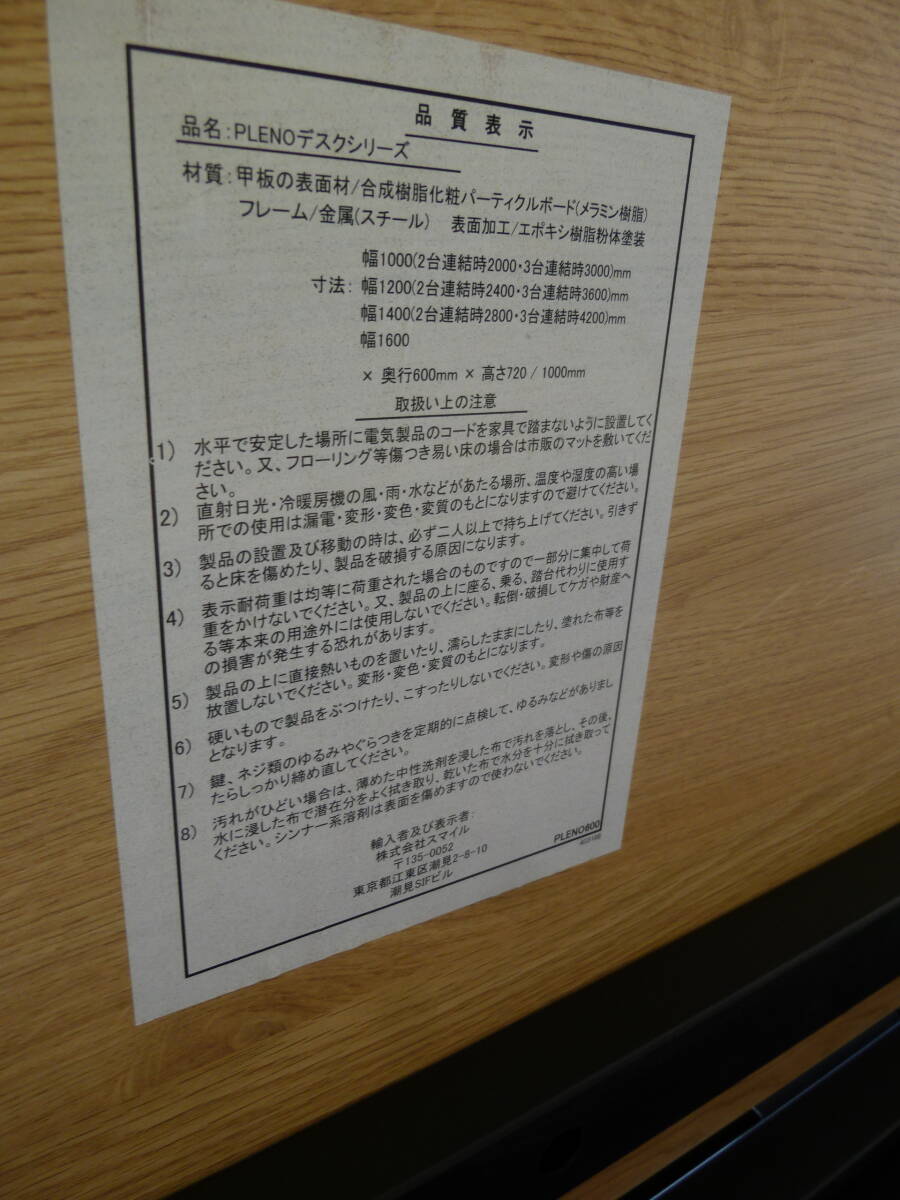 品質表示
品名:PLENOデスクシリーズ
材質:甲板の表面材/合成樹脂化粧パーティクルボード(メラミン樹脂)
フレーム/金属(スチール) 表面加工/エポキシ樹脂粉体塗装
幅1000(2台連結時2000・3台連結時3000)mm
寸法: 幅1200(2台連結時2400・3台連結時3600)mm
幅1400(2台連結時2800・3台連結時4200)mm
幅1600
× 奥行600mm × 高さ720 / 1000mm
取扱い上の注意
1) 水平で安定した場所に電気製品のコードを家具で踏まないように設置してく
ださい。又、フローリング等傷つき易い床の場合は市販のマットを敷いてくだ
さい。
2) 直射日光・冷暖房機の風・雨・水などがあたる場所、温度や湿度の高い場
所での使用は漏電・変形・変色・変質のもとになりますので避けてください。
3) 製品の設置及び移動の時は、必ず二人以上で持ち上げてください。引きず
ると床を傷めたり、製品を破損する原因になります。
4) 表示耐荷重は均等に荷重された場合のものですので一部分に集中して荷
重をかけないでください。又、製品の上に座る、乗る、踏台代わりに使用す
る等本来の用途外には使用しないでください。転倒・破損してケガや財産へ
の損害が発生する恐れがあります。
5) 製品の上に直接熱いものを置いたり、濡らしたままにしたり、塗れた布等を
放置しないでください。変形・変色・変質のもとになります。
6) 硬いもので製品をぶつけたり、こすったりしないでください。変形や傷の原因
となります。
7) 鍵、ネジ類のゆるみやぐらつきを定期的に点検して、ゆるみなどがありまし
たらしっかり締め直してください。
8) 汚れがひどい場合は、薄めた中性洗剤を浸した布で汚れを落とし、その後、
水に浸した布で潜在分をよく拭き取り、乾いた布で水分を十分に拭き取って
ください。シンナー系溶剤は表面を傷めますので使わないでください。
輸入者及び表示者:
株式会社スマイル
〒135-0052
東京都江東区潮見2-8-10
潮見SIFビル
PLENO600